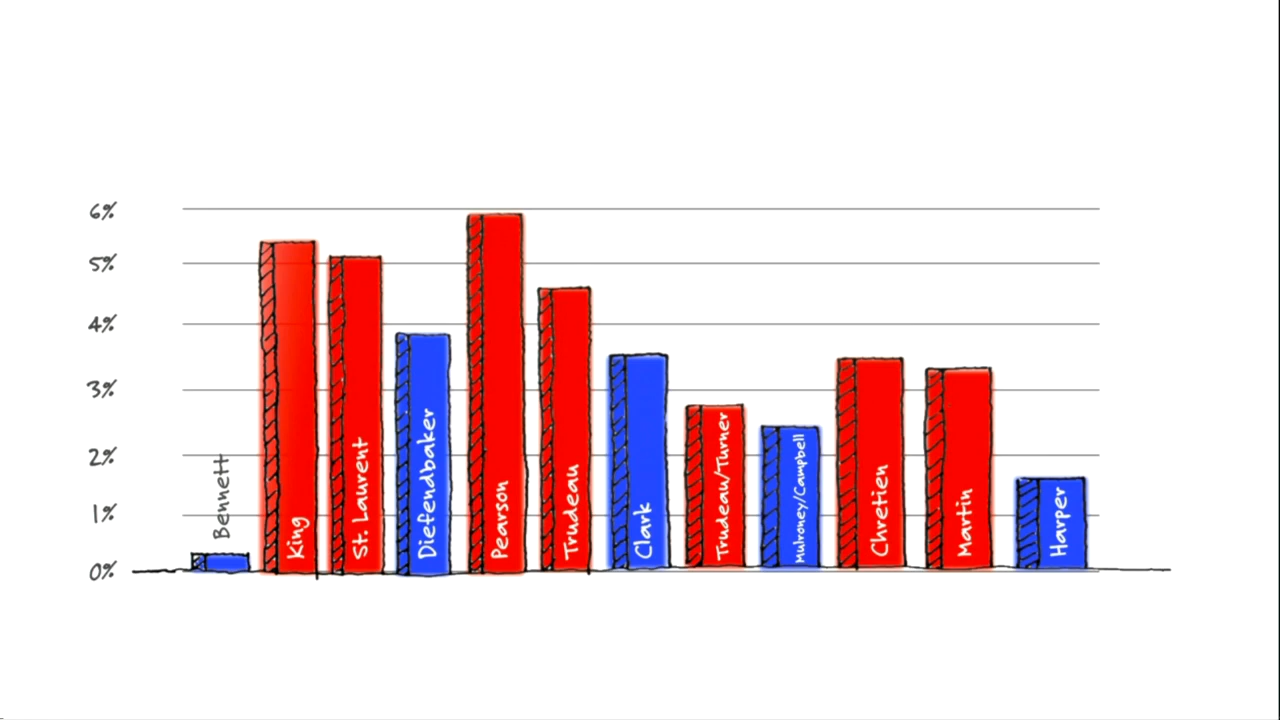 6%
5%
4%
3%
2%
1%
0%
Bennett
King
St. Laurent
Diefendbaker
Pearson
Trudeau
Clark
Trudeau/Turner
Mulroney/Campbell
Chretien
Martin
Harper